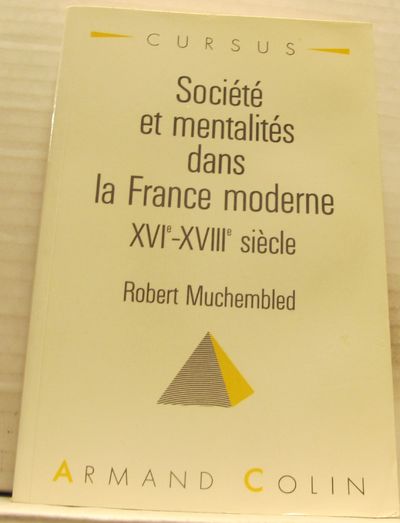 CURSUS
Société
et mentalités
dans
la France moderne
XVIe-XVIIIe siècle
Robert Muchembled
ARMAND COLIN